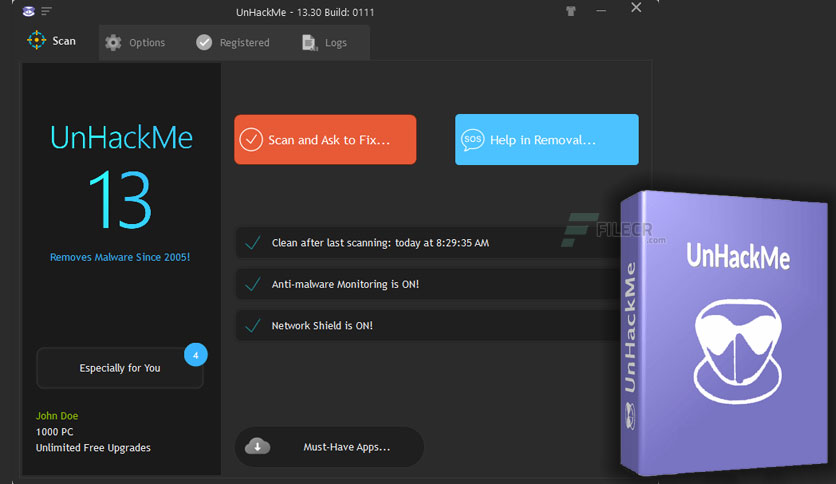 UnHackMe - 13.30 Build: 0111
Scan
Options
Registered
Logs
UnHackMe
13
Removes Malware Since 2005!
Especially for You
4
John Doe
1000 PC
Unlimited Free Upgrades
Scan and Ask to Fix...
SOS
Help in Removal...
Clean after last scanning: today at 8:29:35 AM
Anti-malware Monitoring is ON!
Network Shield is ON!
Must-Have Apps...
FILECR
.com
UnHackMe
UnHackMe